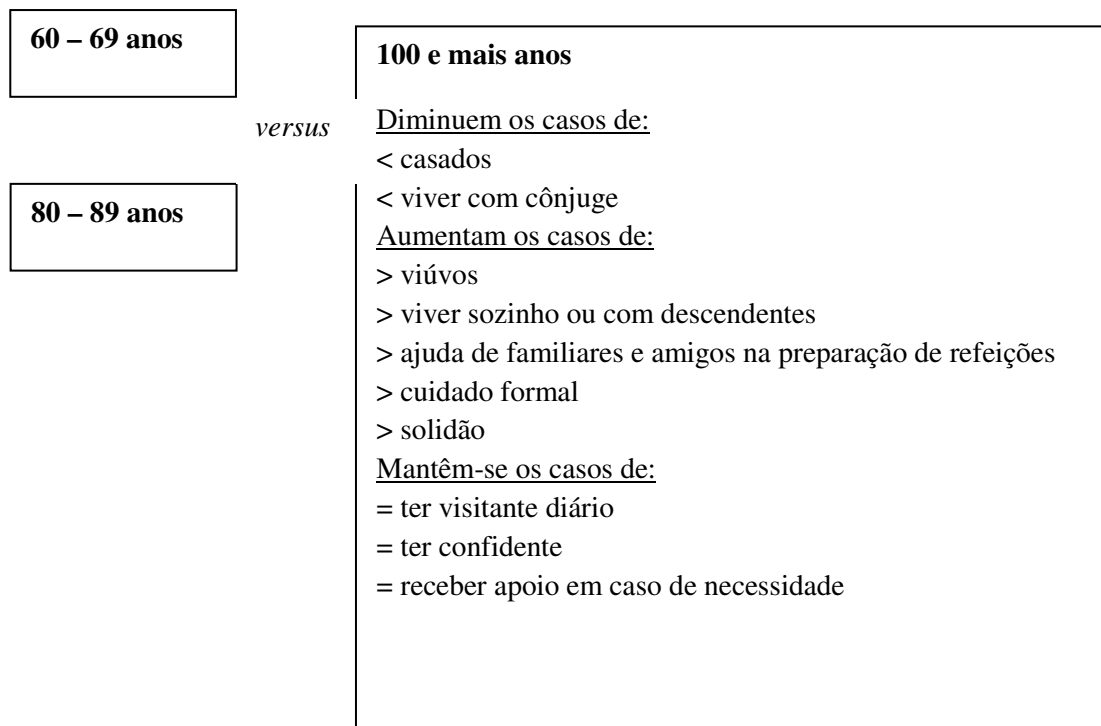 60 – 69 anos
versus
80 – 89 anos
100 e mais anos
Diminuem os casos de:
< casados
< viver com cônjuge
Aumentam os casos de:
> viúvos
> viver sozinho ou com descendentes
> ajuda de familiares e amigos na preparação de refeições
> cuidado formal
> solidão
Mantêm-se os casos de:
= ter visitante diário
= ter confidente
= receber apoio em caso de necessidade